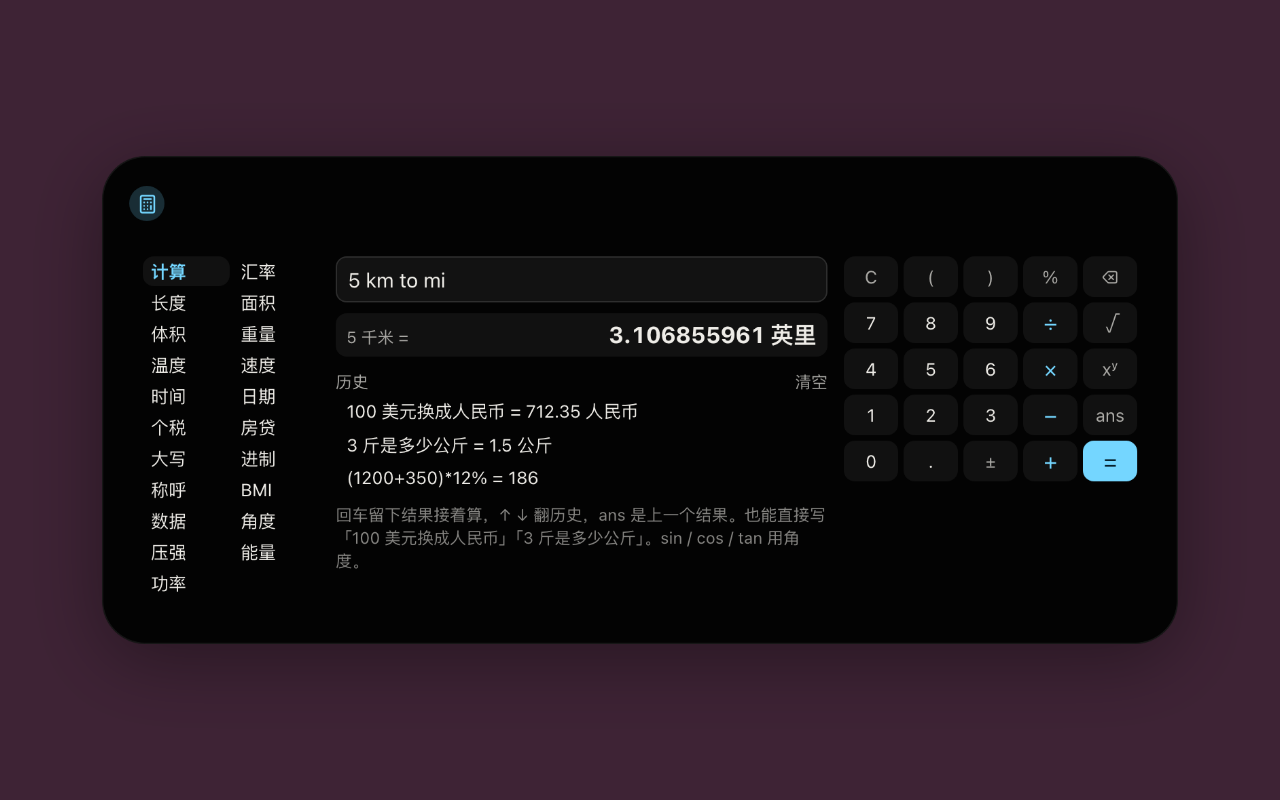 计算 汇率
长度 面积
体积 重量
温度 速度
时间 日期
个税 房贷
大写 进制
称呼 BMI
数据 角度
压强 能量
功率
5 km to mi
5 千米 = 3.106855961 英里
历史 清空
100 美元换成人民币 = 712.35 人民币
3 斤是多少公斤 = 1.5 公斤
(1200+350)*12% = 186
回车留下结果接着算，↑ ↓ 翻历史，ans 是上一个结果。也能直接写
「100 美元换成人民币」「3 斤是多少公斤」。sin / cos / tan 用角
度。
C ( ) % ⌫
7 8 9 ÷ √
4 5 6 × xʸ
1 2 3 − ans
0 . ± + =